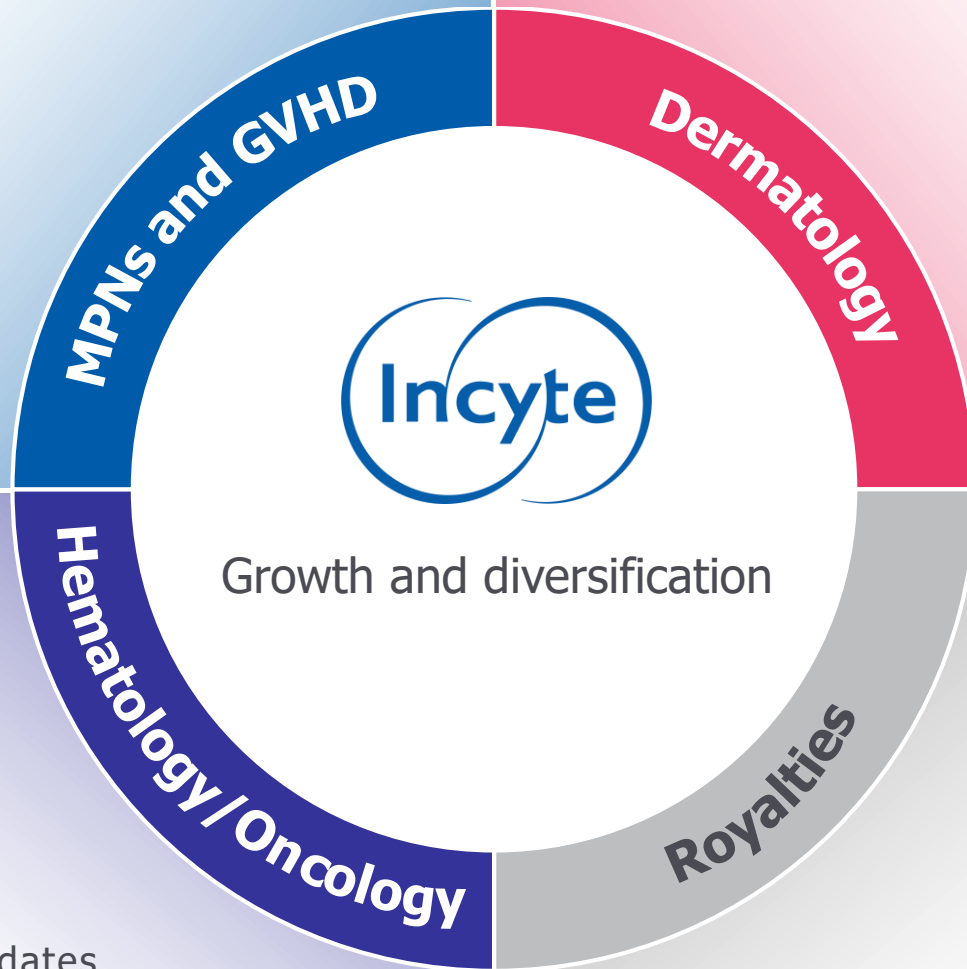 MPNs and GVHD
Dermatology
Incyte
Growth and diversification
Hematology/Oncology
Royalties